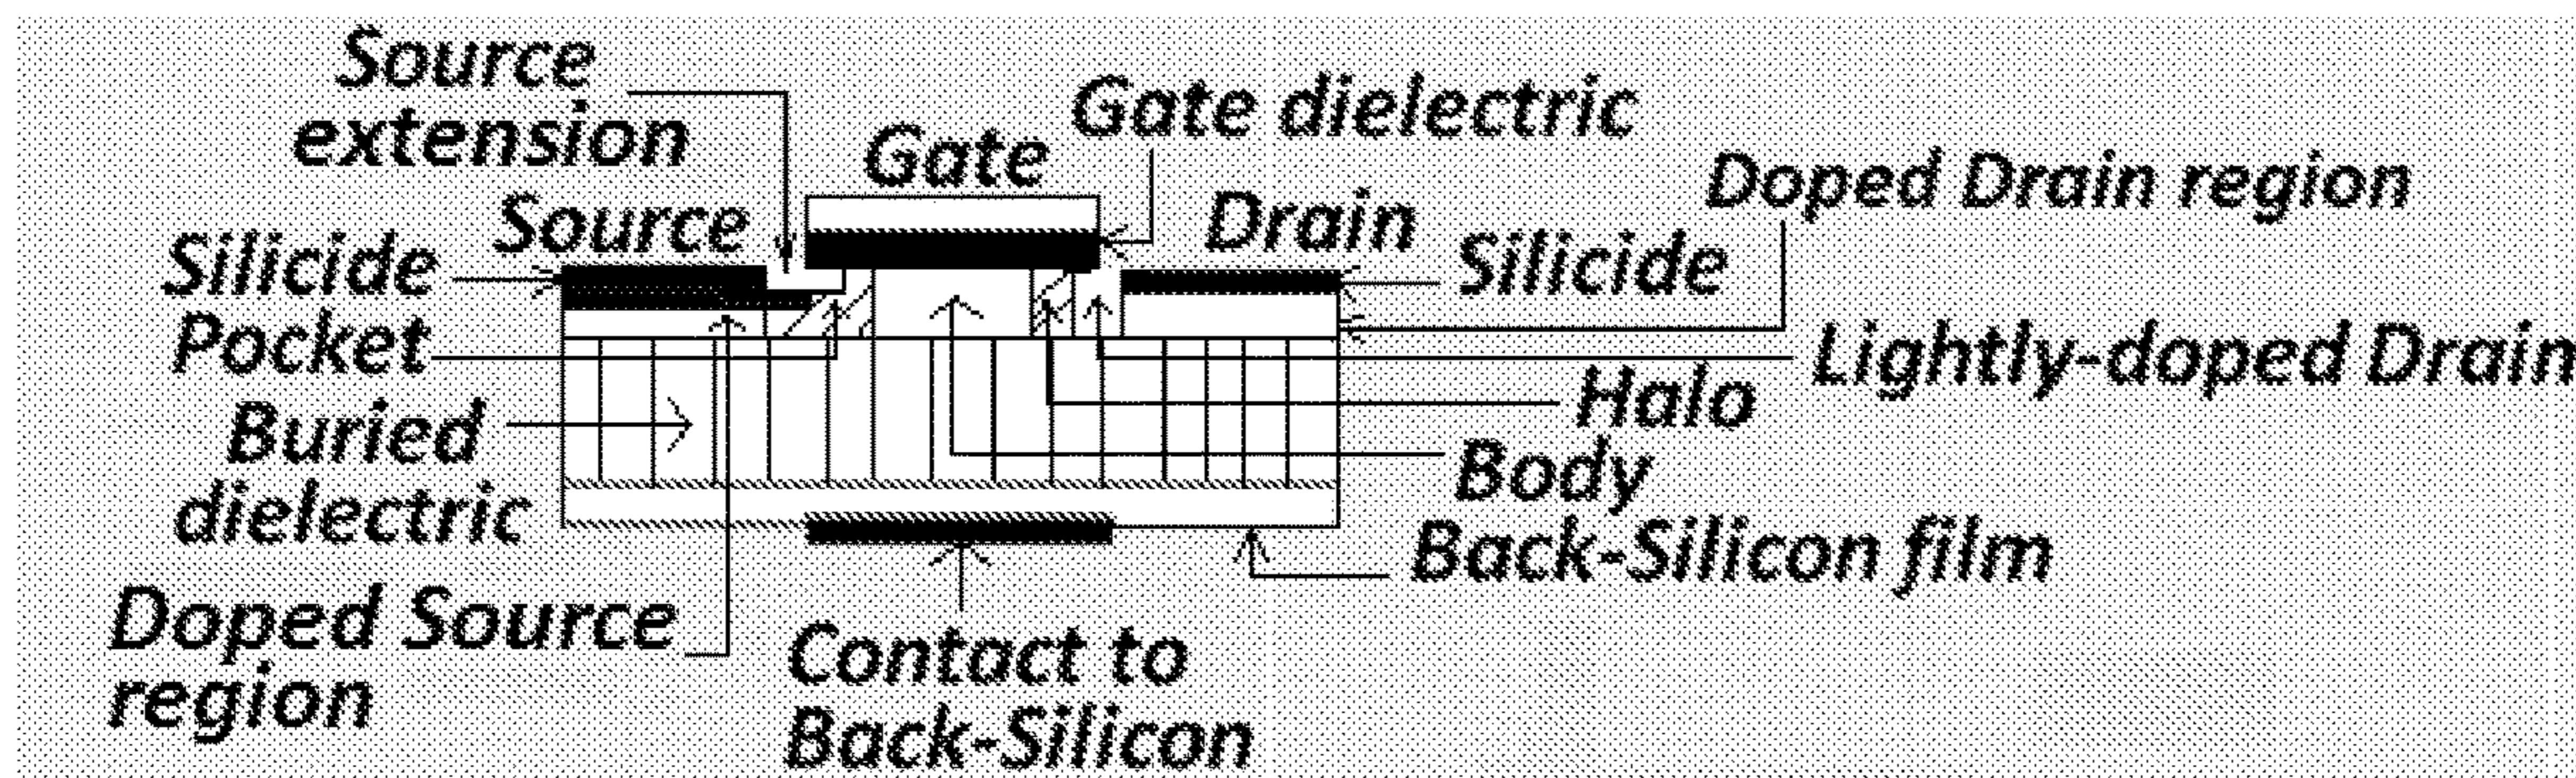 Source
extension
Gate dielectric
Gate
Doped Drain region
Source
Drain
Silicide
Silicide
Pocket
Lightly-doped Drain
Halo
Buried
dielectric
Body
Back-Silicon film
Doped Source
region
Contact to
Back-Silicon